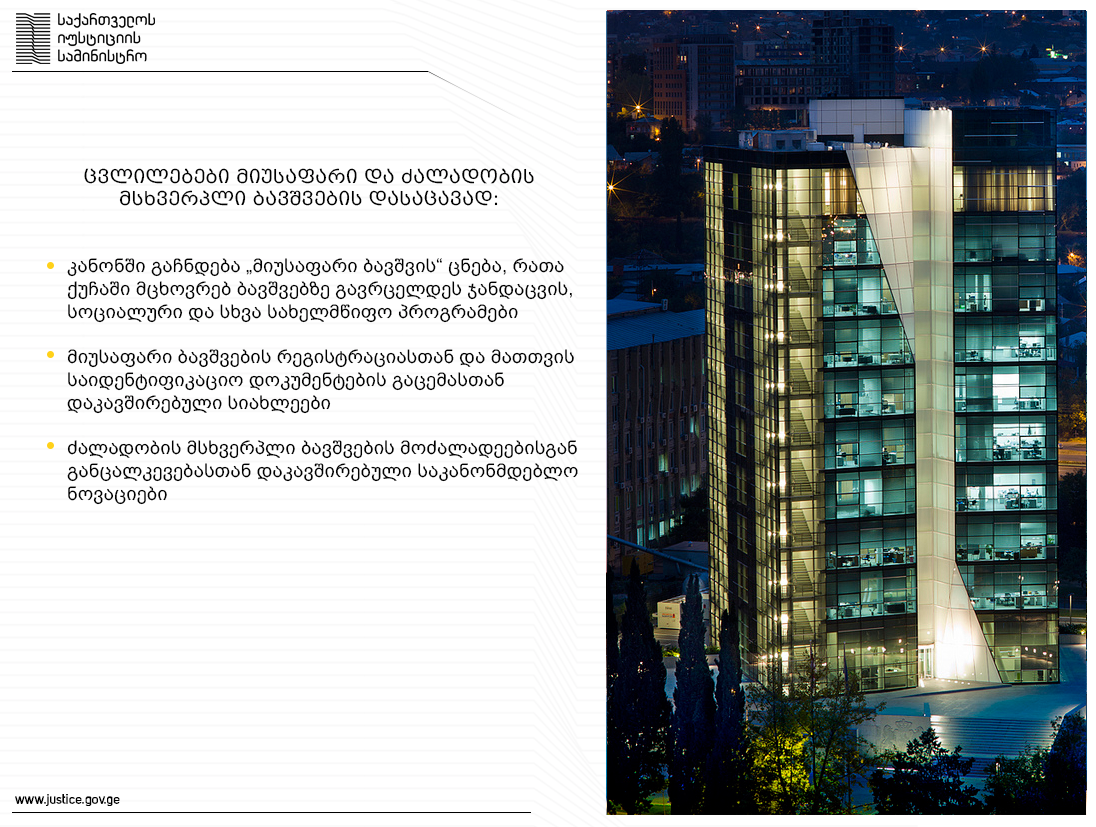 საქართველოს
იუსტიციის
სამინისტრო
ცვლილებები მიუსაფარი და ძალადობის
მსხვერპლი ბავშვების დასაცავად:
• კანონში გაჩნდება „მიუსაფარი ბავშვის“ ცნება, რათა
ქუჩაში მცხოვრებ ბავშვებზე გავრცელდეს ჯანდაცვის,
სოციალური და სხვა სახელმწიფო პროგრამები
• მიუსაფარი ბავშვების რეგისტრაციასთან და მათთვის
საიდენტიფიკაციო დოკუმენტების გაცემასთან
დაკავშირებული სიახლეები
• ძალადობის მსხვერპლი ბავშვების მოძალადეებისგან
განცალკევებასთან დაკავშირებული საკანონმდებლო
ნოვაციები
www.justice.gov.ge